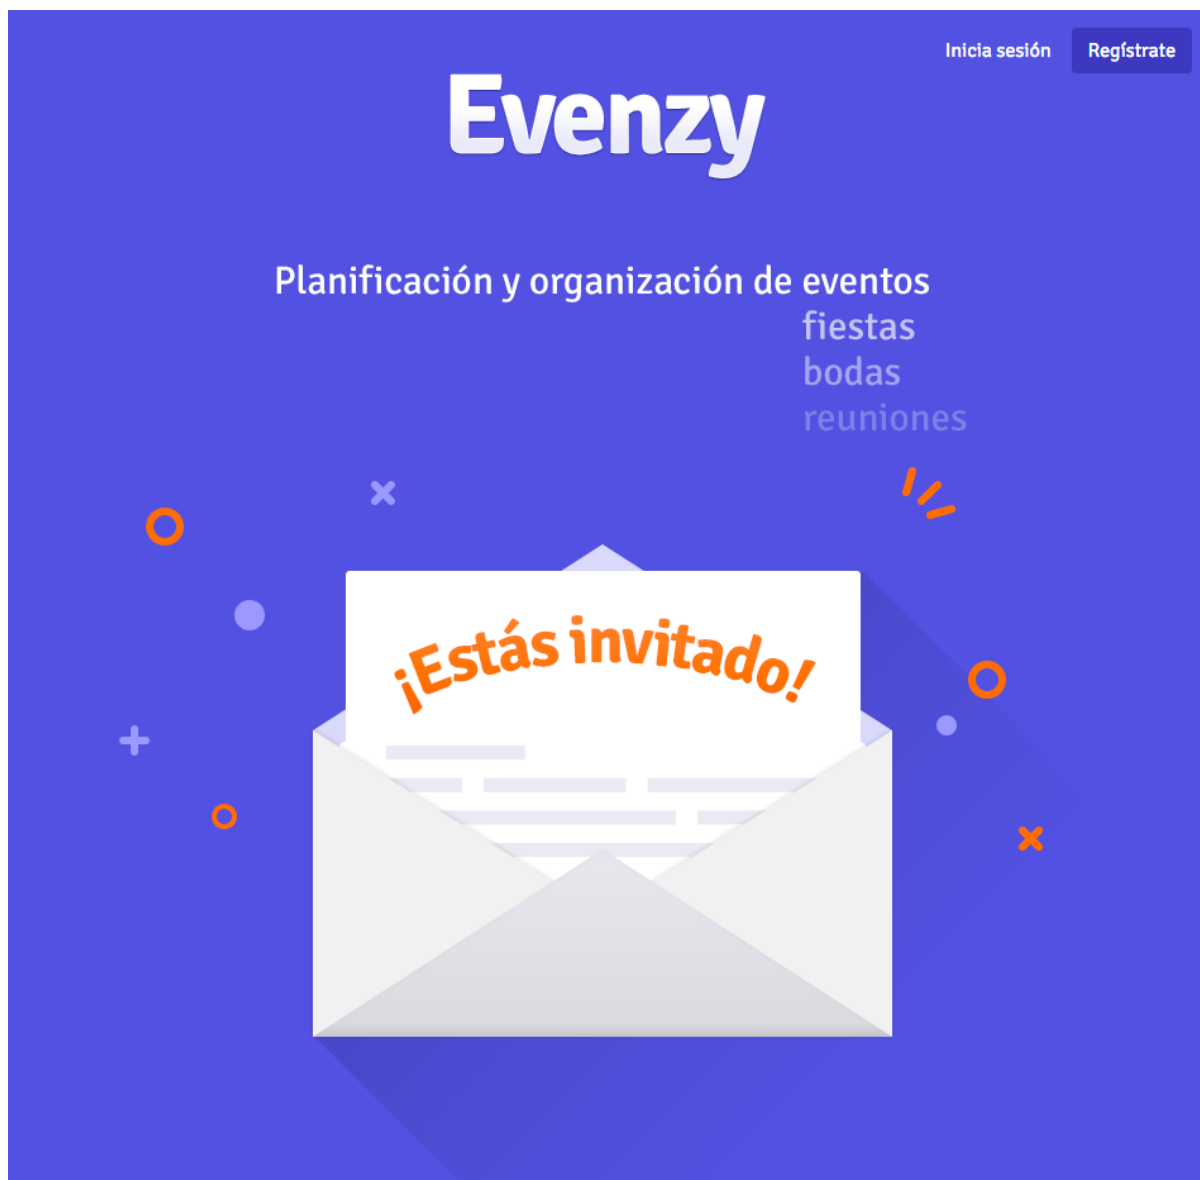 Inicia sesión Regístrate
Evenzy
Planificación y organización de eventos
fiestas
bodas
reuniones
¡Estás invitado!